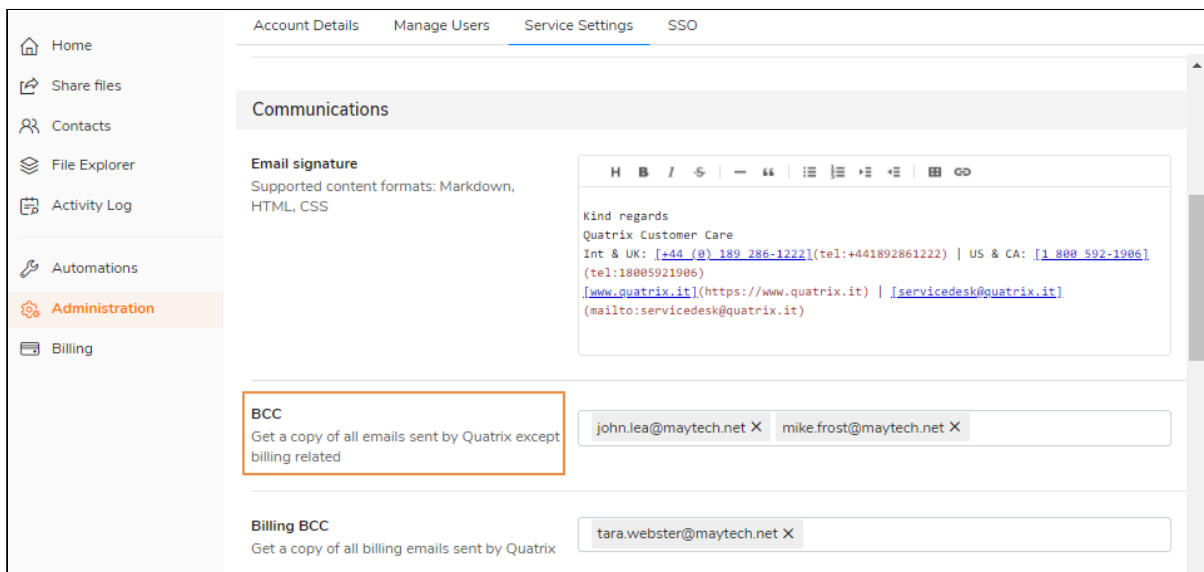 Account Details Manage Users Service Settings SSO
Home
Share files
Contacts
File Explorer
Activity Log
Automations
Administration
Billing
Communications
Email signature
Supported content formats: Markdown,
HTML, CSS
H B I S — “ 
Kind regards
Quatrix Customer Care
Int & UK: [+44 (0) 189 286-1222](tel:+441892861222) | US & CA: [1 800 592-1906]
(tel:18005921906)
[www.quatrix.it](https://www.quatrix.it) | [servicedesk@quatrix.it]
(mailto:servicedesk@quatrix.it)
BCC
Get a copy of all emails sent by Quatrix except
billing related
john.lea@maytech.net X mike.frost@maytech.net X
Billing BCC
Get a copy of all billing emails sent by Quatrix
tara.webster@maytech.net X